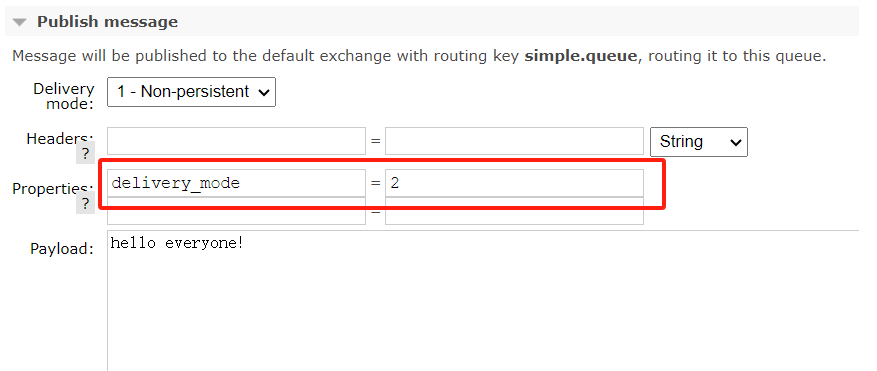 Publish message
Message will be published to the default exchange with routing key simple.queue, routing it to this queue.
Delivery mode: 1 - Non-persistent
Headers: = String
?
Properties: delivery_mode = 2
? =
Payload: hello everyone!